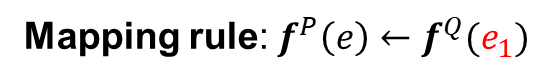 Mapping rule: f^P(e) ← f^Q(e_1)